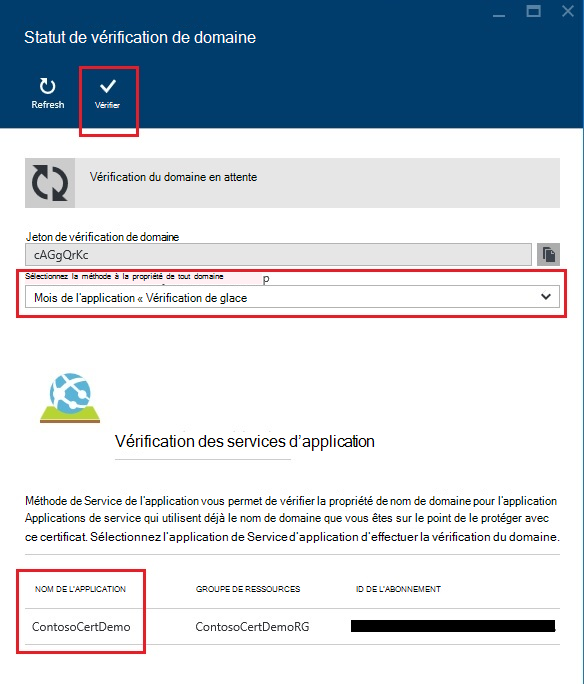 Statut de vérification de domaine
Refresh
Vérifier
Vérification du domaine en attente
Jeton de vérification de domaine
cAGgQrKc
Sélectionnez la méthode à la propriété de tout domaine
p
Mois de l'application « Vérification de glace
Vérification des services d'application
Méthode de Service de l'application vous permet de vérifier la propriété de nom de domaine pour l'application
Applications de service qui utilisent déjà le nom de domaine que vous êtes sur le point de le protéger avec
ce certificat. Sélectionnez l'application de Service d'application d'effectuer la vérification du domaine.
NOM DE L'APPLICATION GROUPE DE RESSOURCES ID DE L'ABONNEMENT
ContosoCertDemo ContosoCertDemoRG